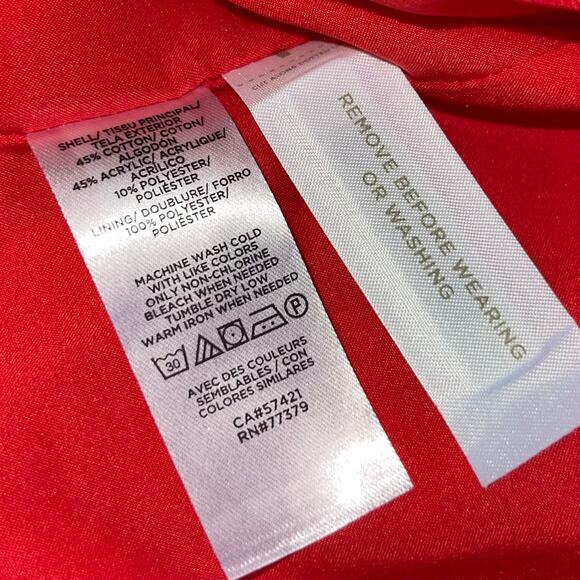 SHELL/ TISSU PRINCIPAL/
TELA EXTERIOR
45% COTTON/ COTON/
ALGODÓN
45% ACRYLIC/ ACRYLIQUE/
ACRÍLICO
10% POLYESTER/
POLIÉSTER
LINING/ DOUBLURE/ FORRO
100% POLYESTER/
POLIÉSTER
MACHINE WASH COLD
WITH LIKE COLORS
ONLY NON-CHLORINE
BLEACH WHEN NEEDED
TUMBLE DRY LOW
WARM IRON WHEN NEEDED
30 P
AVEC DES COULEURS
SEMBLABLES / CON
COLORES SIMILARES
CA#57421
RN#77379
CUT ALONG DOTTED
REMOVE BEFORE WEARING
OR WASHING